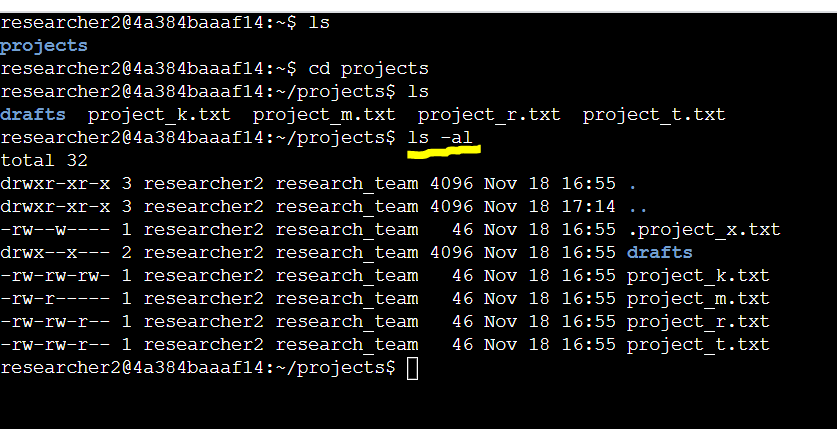 researcher2@4a384baaaf14:~$ ls
projects
researcher2@4a384baaaf14:~$ cd projects
researcher2@4a384baaaf14:~/projects$ ls
drafts  project_k.txt  project_m.txt  project_r.txt  project_t.txt
researcher2@4a384baaaf14:~/projects$ ls -al
total 32
drwxr-xr-x 3 researcher2 research_team 4096 Nov 18 16:55 .
drwxr-xr-x 3 researcher2 research_team 4096 Nov 18 17:14 ..
-rw--w---- 1 researcher2 research_team   46 Nov 18 16:55 .project_x.txt
drwx--x--- 2 researcher2 research_team 4096 Nov 18 16:55 drafts
-rw-rw-rw- 1 researcher2 research_team   46 Nov 18 16:55 project_k.txt
-rw-r----- 1 researcher2 research_team   46 Nov 18 16:55 project_m.txt
-rw-rw-r-- 1 researcher2 research_team   46 Nov 18 16:55 project_r.txt
-rw-rw-r-- 1 researcher2 research_team   46 Nov 18 16:55 project_t.txt
researcher2@4a384baaaf14:~/projects$